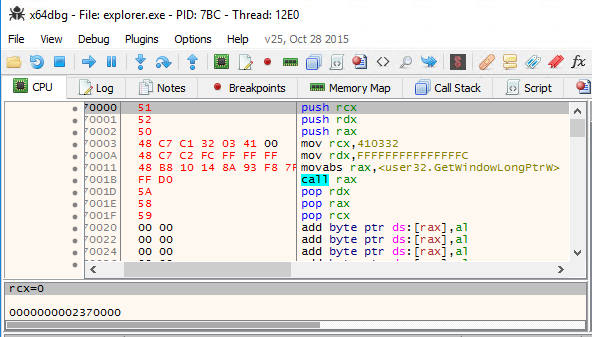 x64dbg - File: explorer.exe - PID: 7BC - Thread: 12E0
File View Debug Plugins Options Help v25, Oct 28 2015
CPU Log Notes Breakpoints Memory Map Call Stack Script
70000 51 push rcx
70001 52 push rdx
70002 50 push rax
70003 48 C7 C1 32 03 41 00 mov rcx,410332
7000A 48 C7 C2 FC FF FF FF mov rdx,FFFFFFFFFFFFFFFC
70011 48 B8 10 14 8A 93 F8 7F movabs rax,<user32.GetWindowLongPtrW>
7001B FF D0 call rax
7001D 5A pop rdx
7001E 58 pop rax
7001F 59 pop rcx
70020 00 00 add byte ptr ds:[rax],al
70022 00 00 add byte ptr ds:[rax],al
70024 00 00 add byte ptr ds:[rax],al
rcx=0
0000000002370000